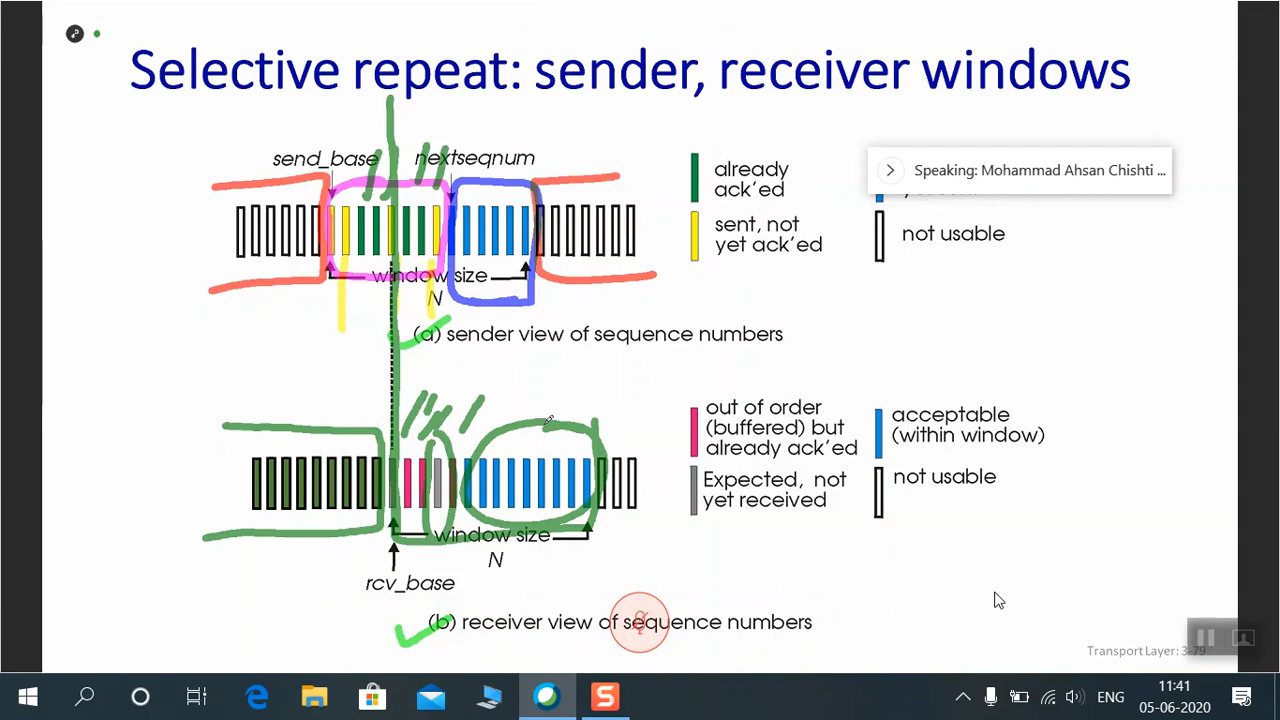 Selective repeat: sender, receiver windows
send_base
nextseqnum
already
ack'ed
Speaking: Mohammad Ahsan Chishti ...
sent, not
yet ack'ed
not usable
window size
N
(a) sender view of sequence numbers
out of order
(buffered) but
already ack'ed
acceptable
(within window)
Expected, not
yet received
not usable
window size
N
rcv_base
(b) receiver view of sequence numbers
Transport Layer: 3-79
ENG
11:41
05-06-2020